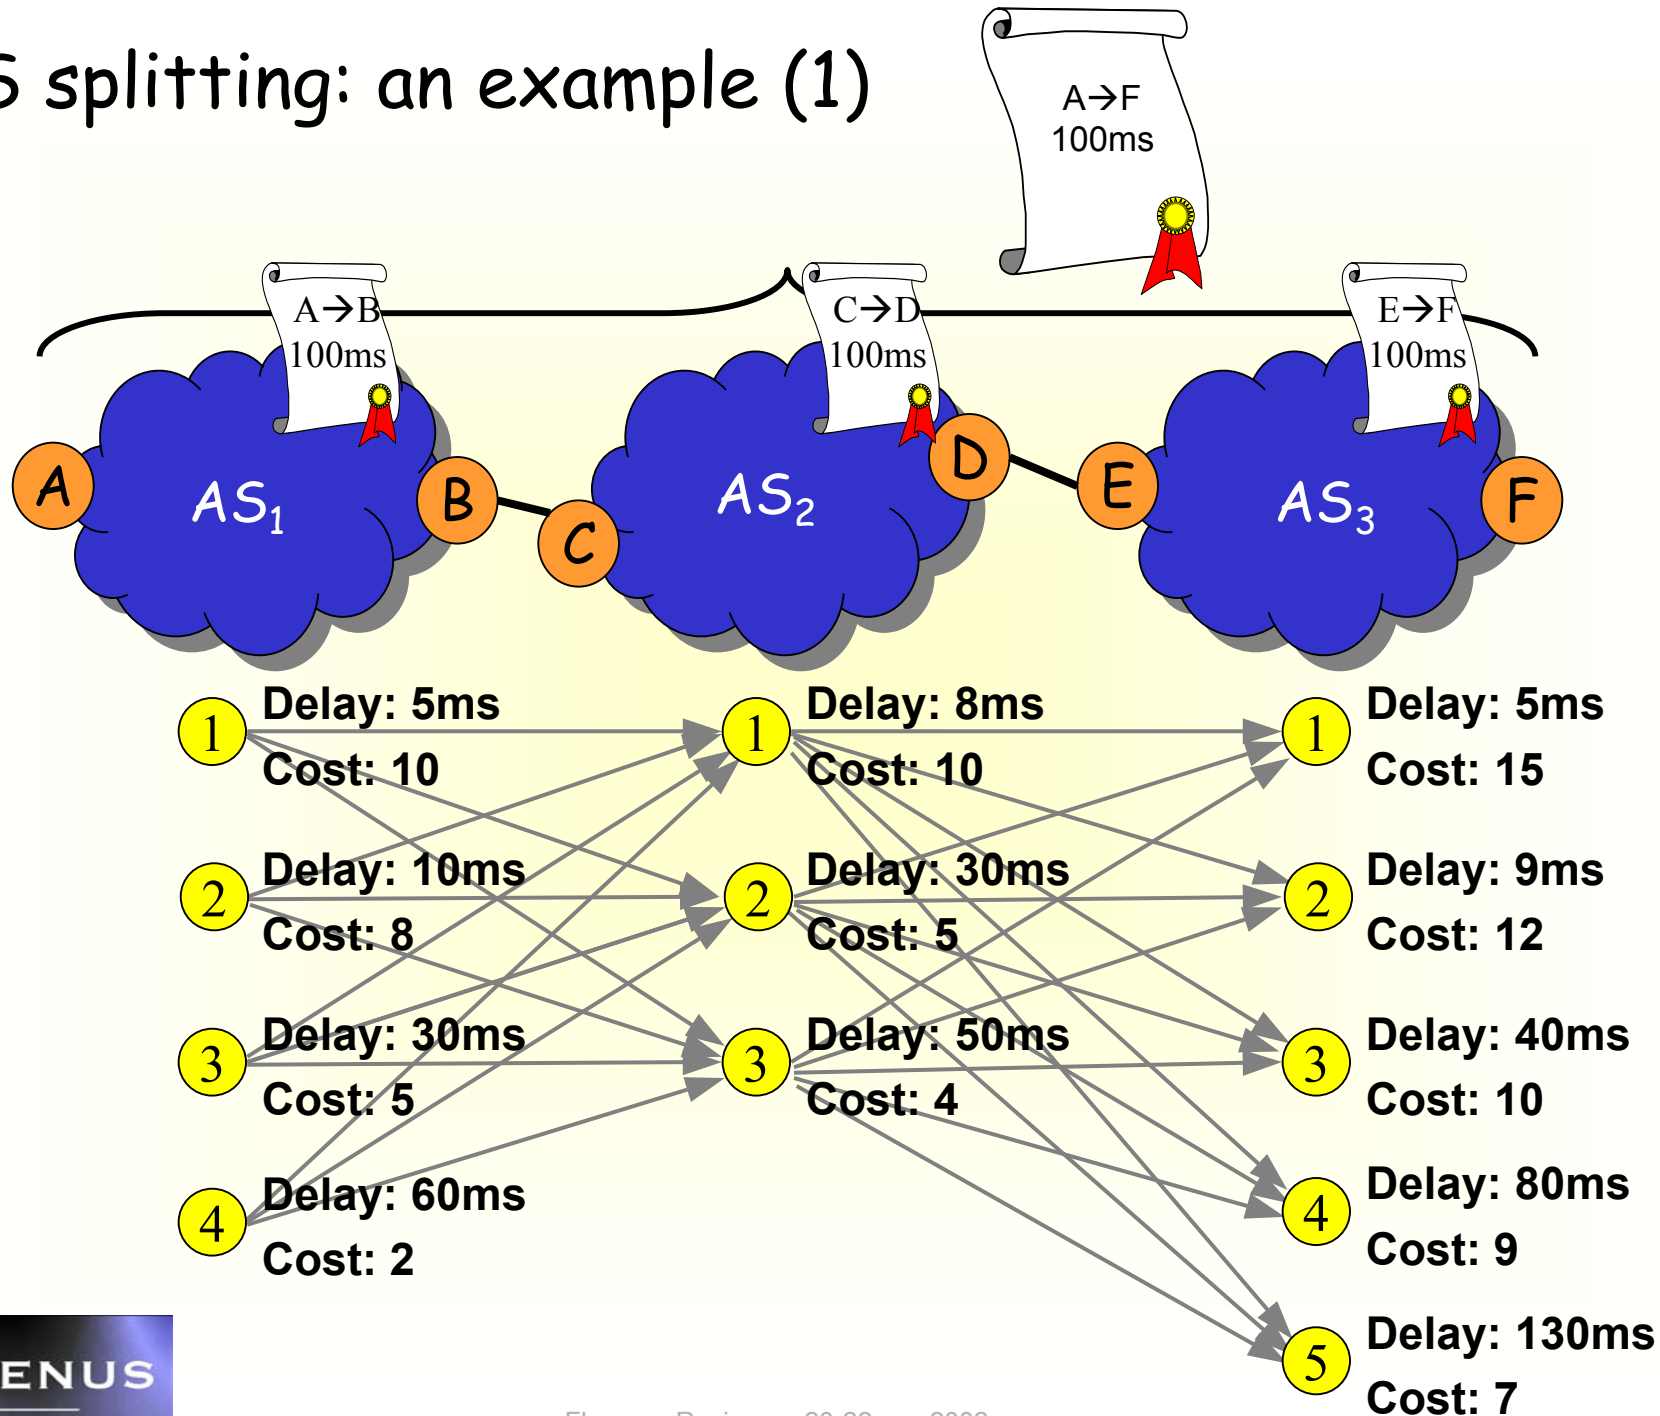 S splitting: an example (1)
A→F
100ms
A→B
100ms
C→D
100ms
E→F
100ms
A
AS1
B
C
AS2
D
E
AS3
F
1
Delay: 5ms
Cost: 10
1
Delay: 8ms
Cost: 10
1
Delay: 5ms
Cost: 15
2
Delay: 10ms
Cost: 8
2
Delay: 30ms
Cost: 5
2
Delay: 9ms
Cost: 12
3
Delay: 30ms
Cost: 5
3
Delay: 50ms
Cost: 4
3
Delay: 40ms
Cost: 10
4
Delay: 60ms
Cost: 2
4
Delay: 80ms
Cost: 9
5
Delay: 130ms
Cost: 7
ENUS